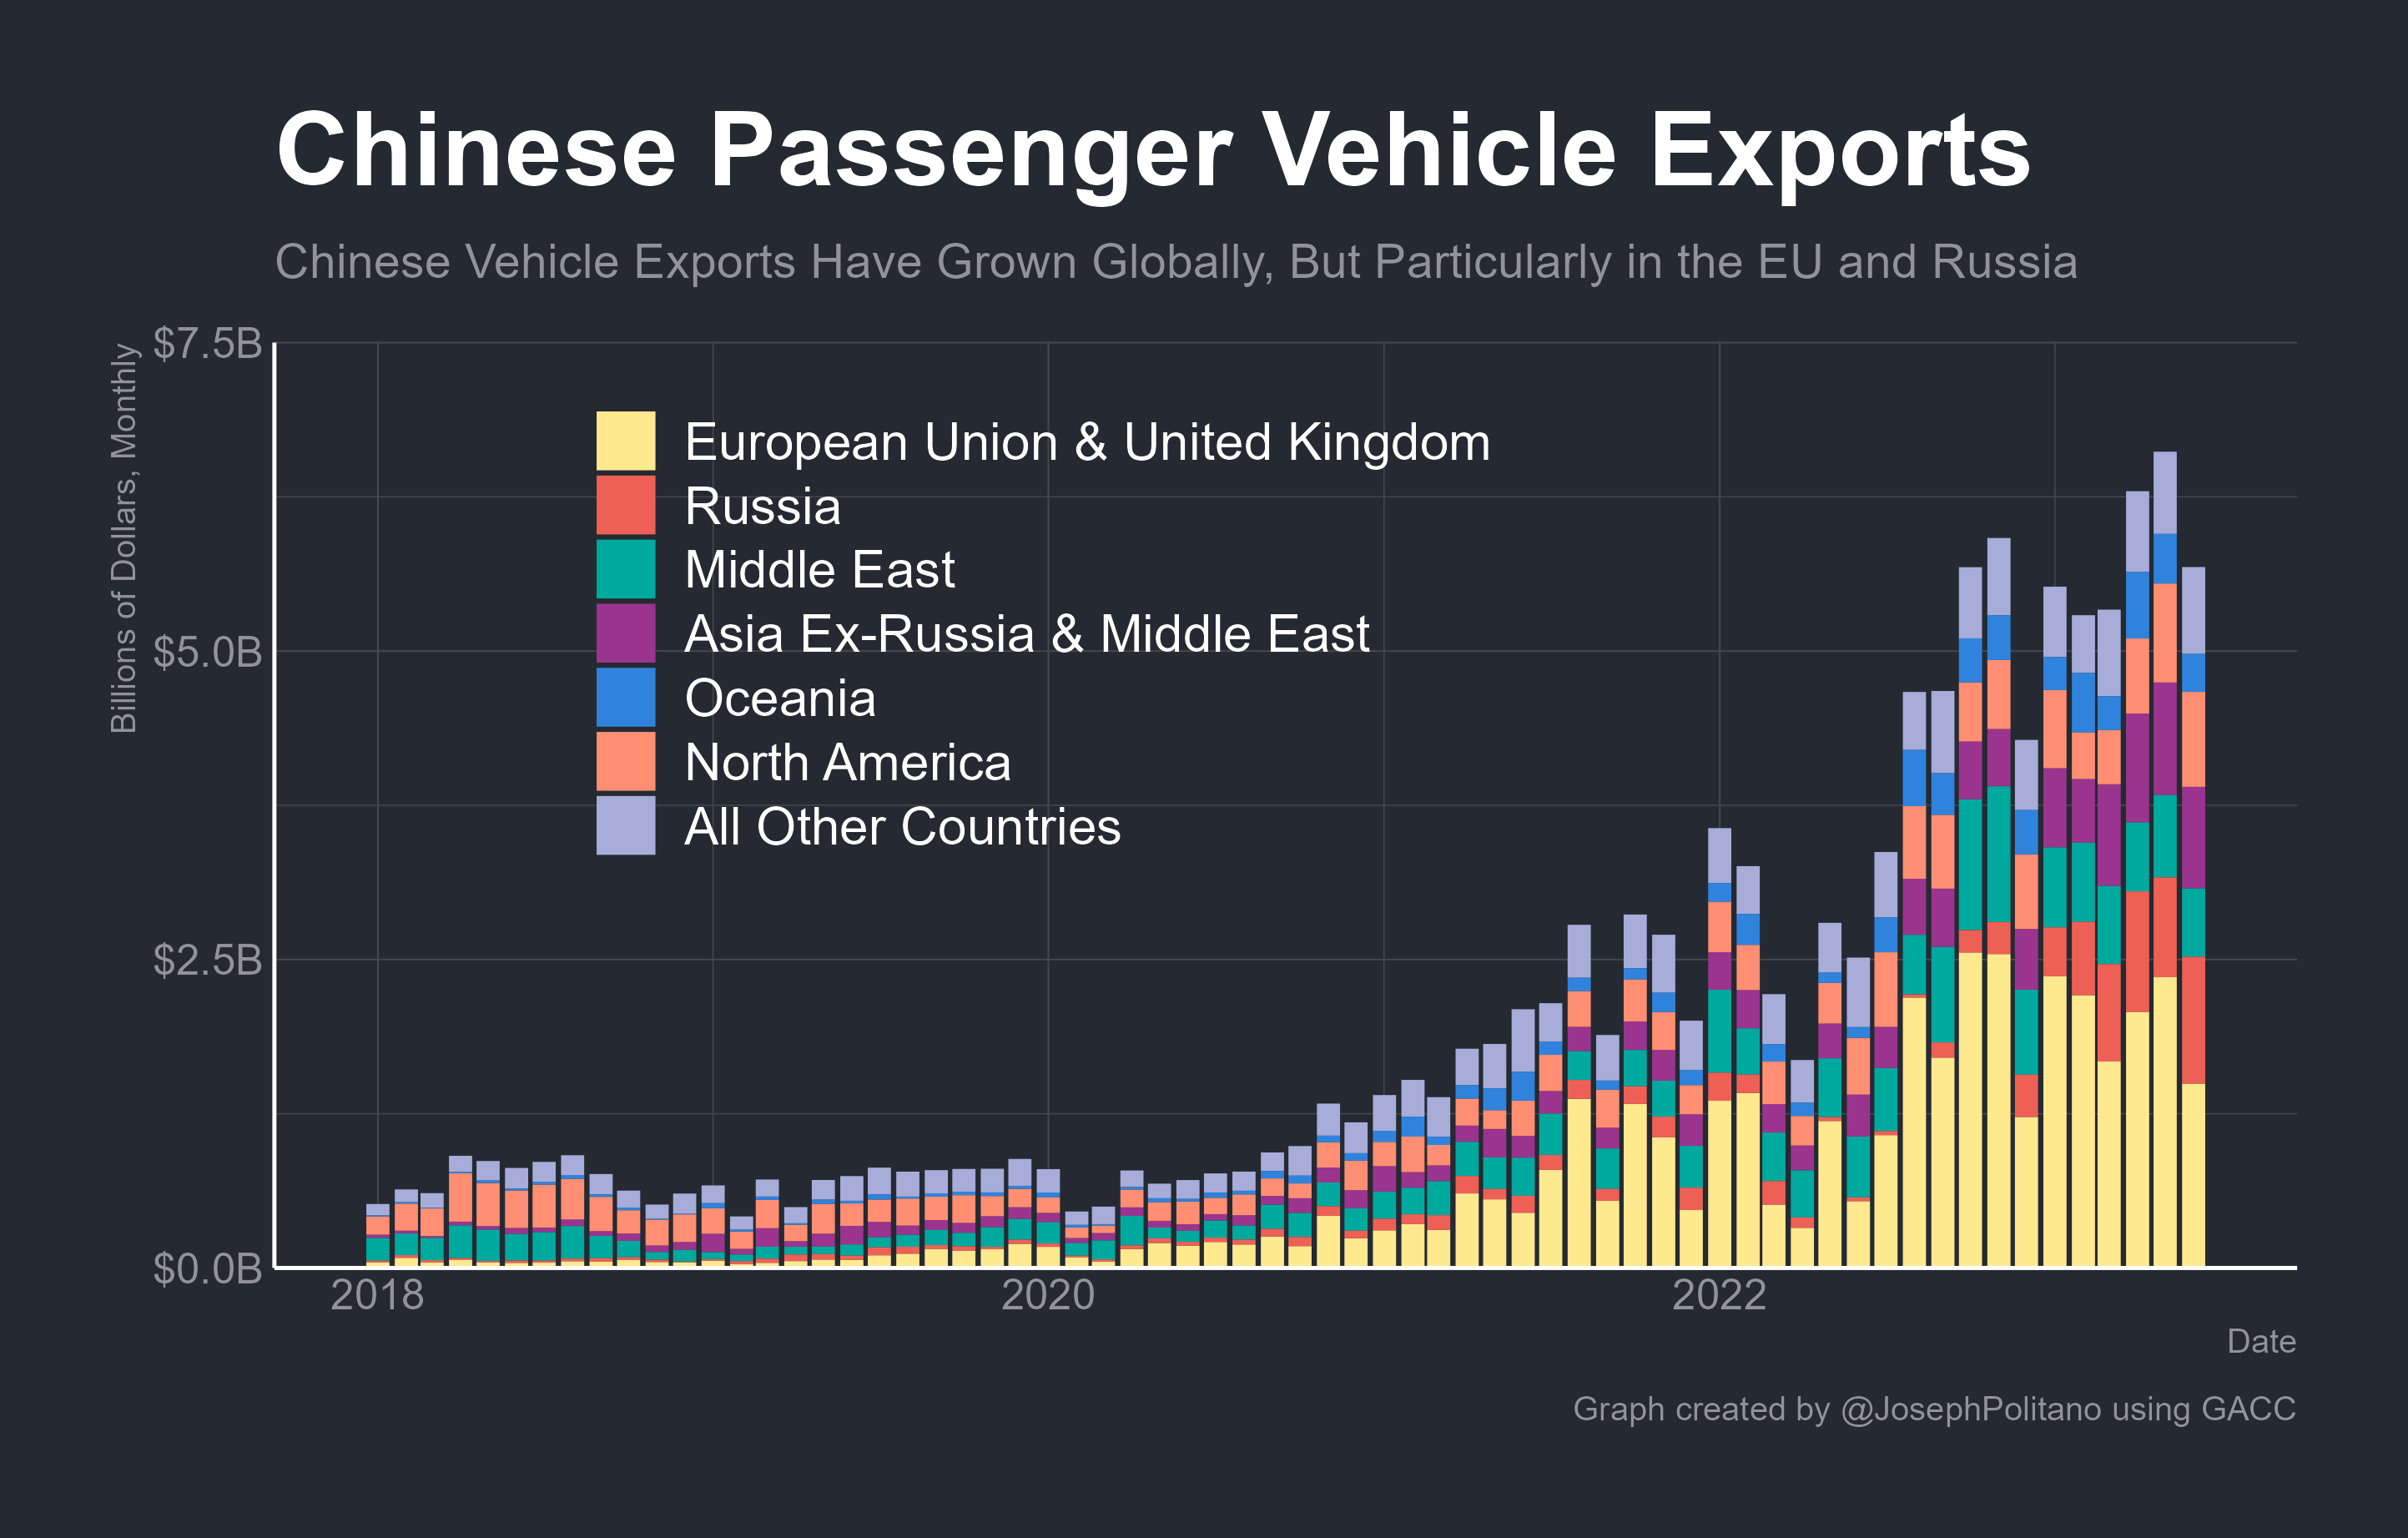 Chinese Passenger Vehicle Exports
Chinese Vehicle Exports Have Grown Globally, But Particularly in the EU and Russia
Billions of Dollars, Monthly
$7.5B
$5.0B
$2.5B
$0.0B
European Union & United Kingdom
Russia
Middle East
Asia Ex-Russia & Middle East
Oceania
North America
All Other Countries
2018
2020
2022
Date
Graph created by @JosephPolitano using GACC